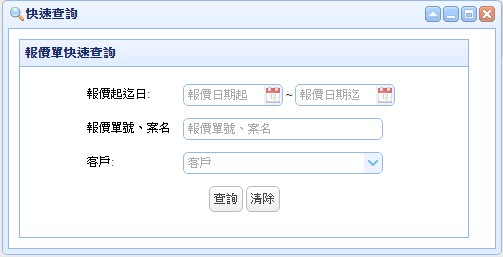 快速查詢
報價單快速查詢
報價起迄日: 報價日期起 ~ 報價日期迄
報價單號、案名 報價單號、案名
客戶: 客戶
查詢 清除